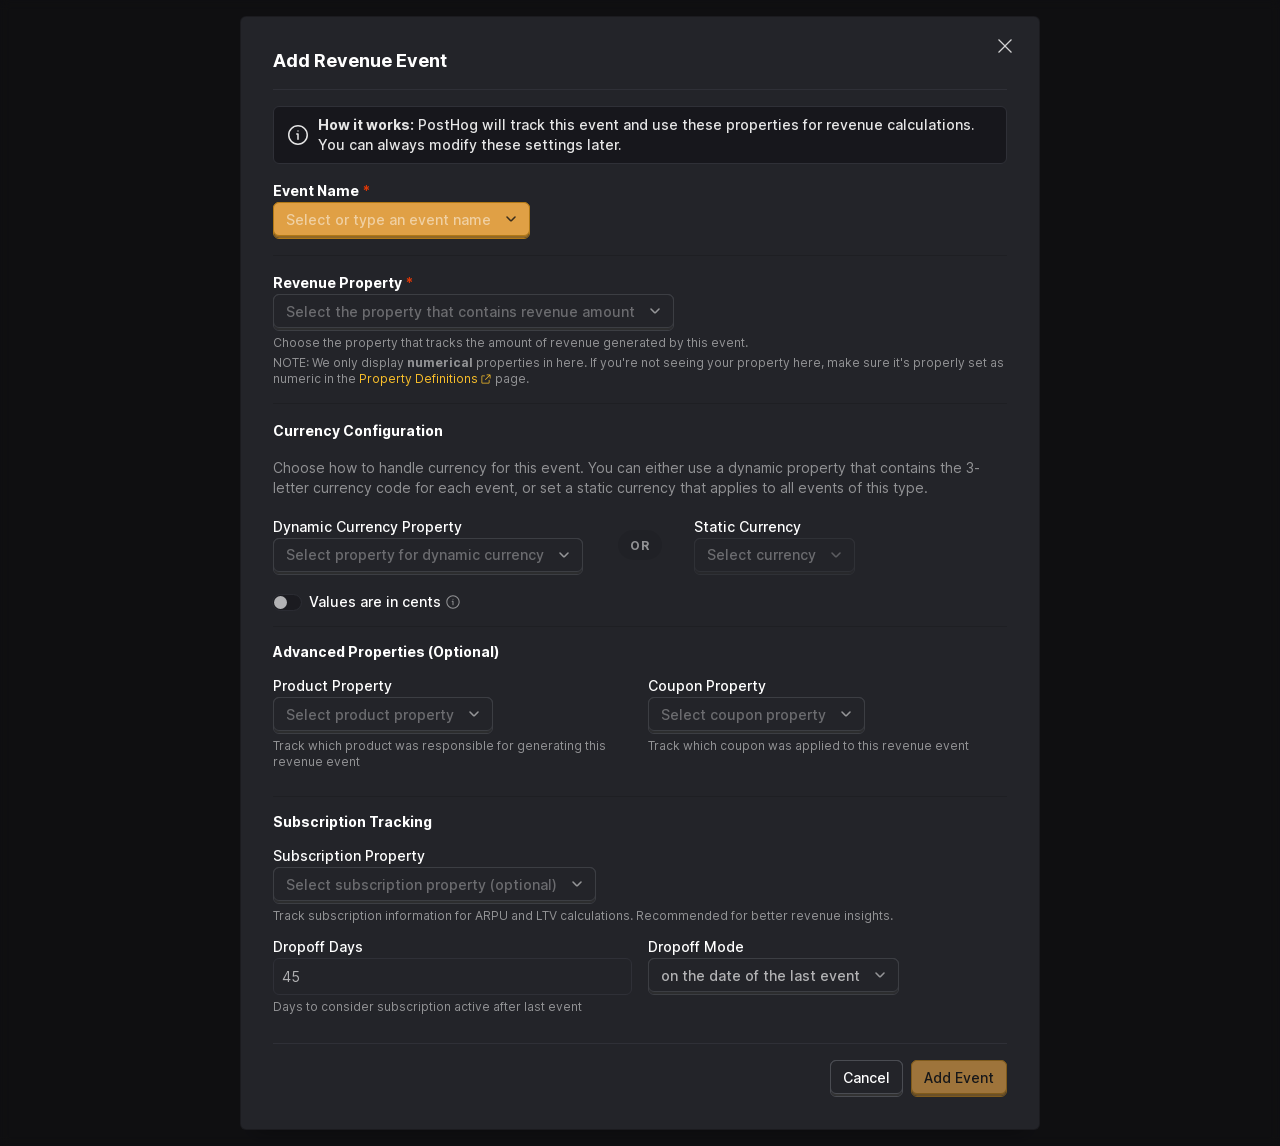 Add Revenue Event
How it works: PostHog will track this event and use these properties for revenue calculations.
You can always modify these settings later.
Event Name *
Select or type an event name
Revenue Property *
Select the property that contains revenue amount
Choose the property that tracks the amount of revenue generated by this event.
NOTE: We only display numerical properties in here. If you're not seeing your property here, make sure it's properly set as
numeric in the Property Definitions page.
Currency Configuration
Choose how to handle currency for this event. You can either use a dynamic property that contains the 3-
letter currency code for each event, or set a static currency that applies to all events of this type.
Dynamic Currency Property
Select property for dynamic currency
OR
Static Currency
Select currency
Values are in cents
Advanced Properties (Optional)
Product Property
Select product property
Track which product was responsible for generating this
revenue event
Coupon Property
Select coupon property
Track which coupon was applied to this revenue event
Subscription Tracking
Subscription Property
Select subscription property (optional)
Track subscription information for ARPU and LTV calculations. Recommended for better revenue insights.
Dropoff Days
45
Days to consider subscription active after last event
Dropoff Mode
on the date of the last event
Cancel
Add Event